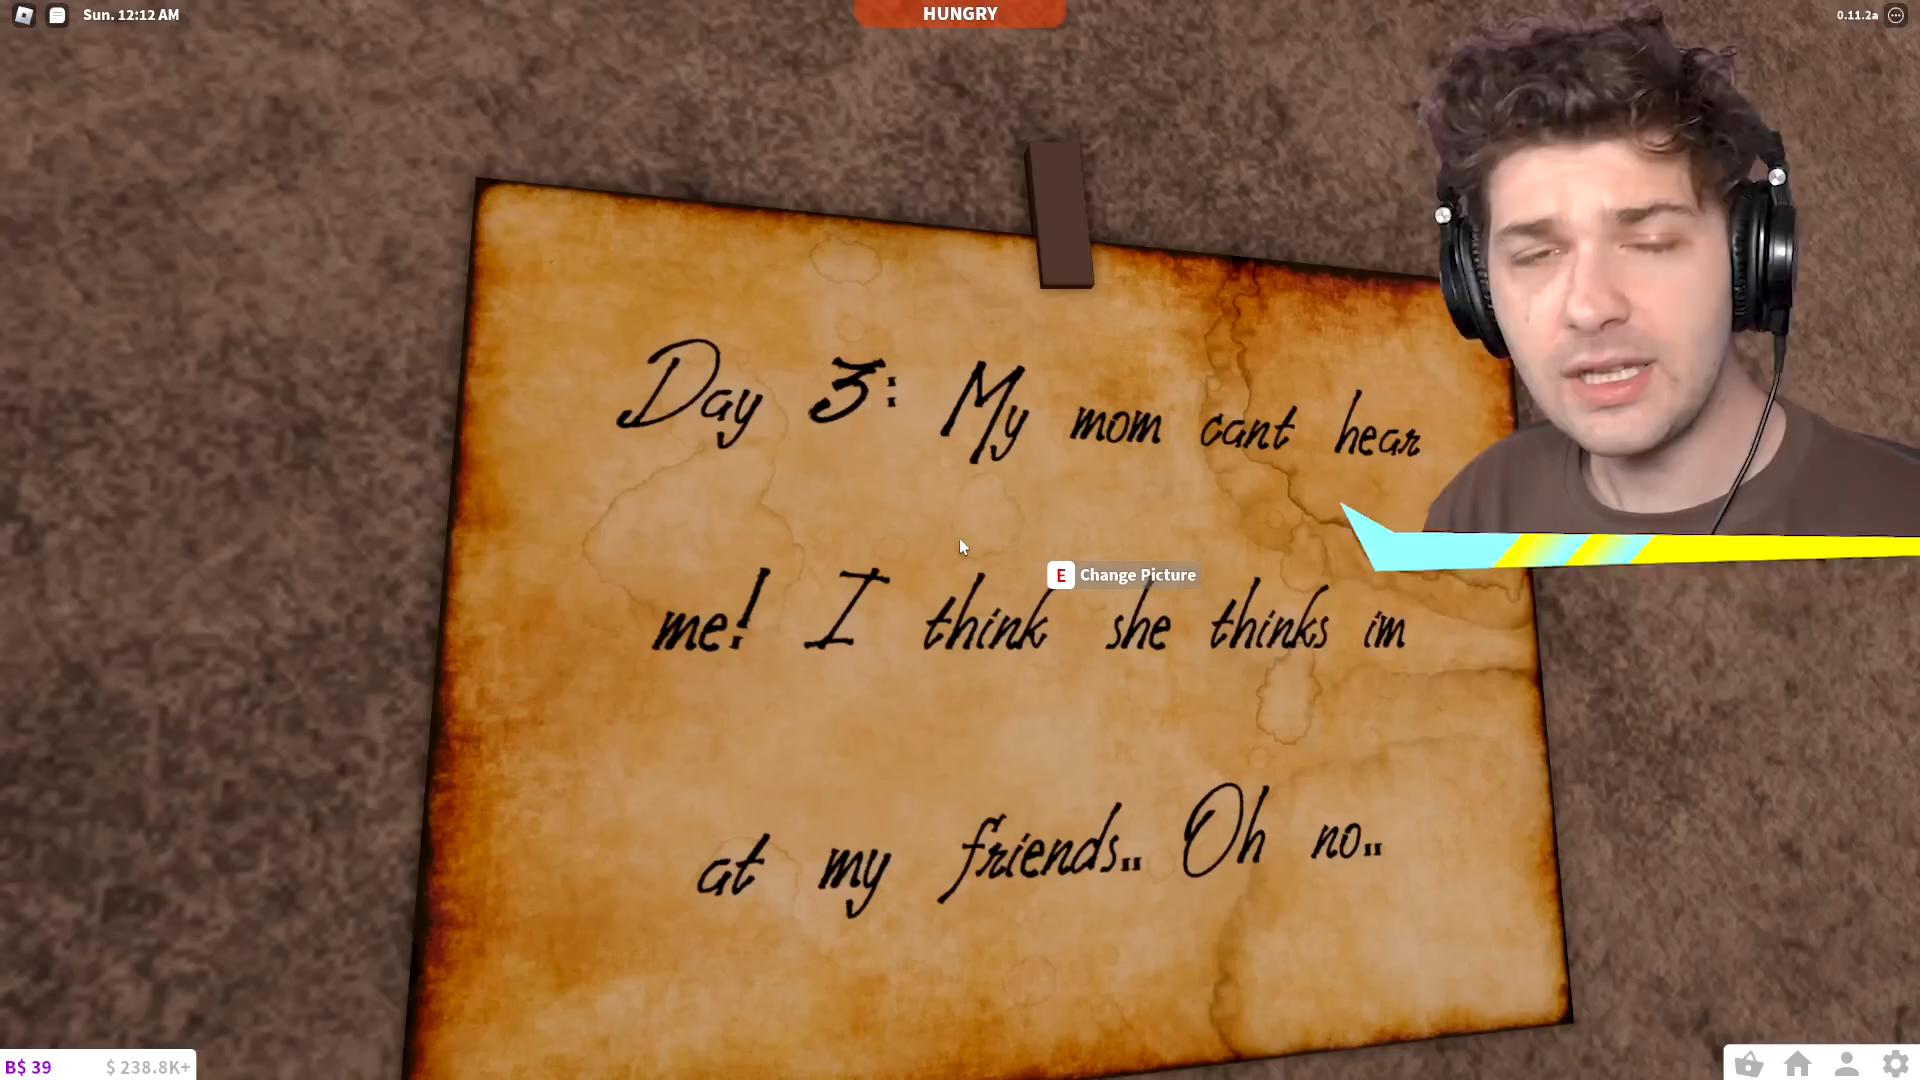 Sun. 12:12 AM
HUNGRY
0.11.2a
Day 3: My mom cant hear
E Change Picture
me! I think she thinks im
at my friends.. Oh no..
B$ 39
$ 238.8K+